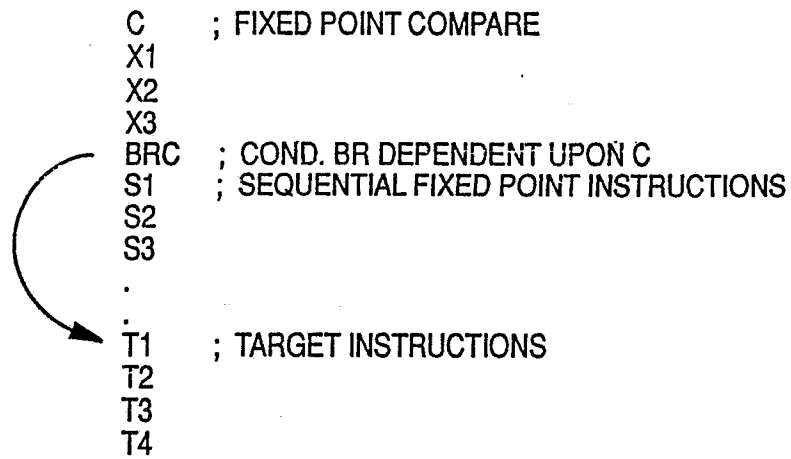 C ; FIXED POINT COMPARE
X1
X2
X3
BRC ; COND. BR DEPENDENT UPON C
S1 ; SEQUENTIAL FIXED POINT INSTRUCTIONS
S2
S3
.
.
T1 ; TARGET INSTRUCTIONS
T2
T3
T4